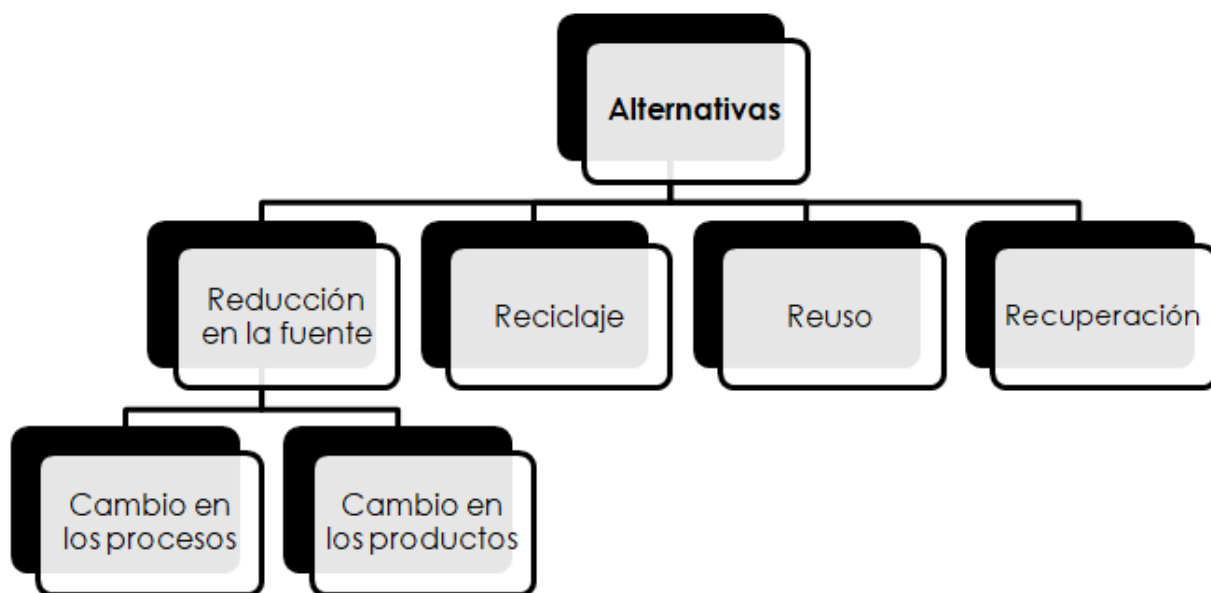 Alternativas
Reducción
en la fuente
Reciclaje
Reuso
Recuperación
Cambio en
los procesos
Cambio en
los productos